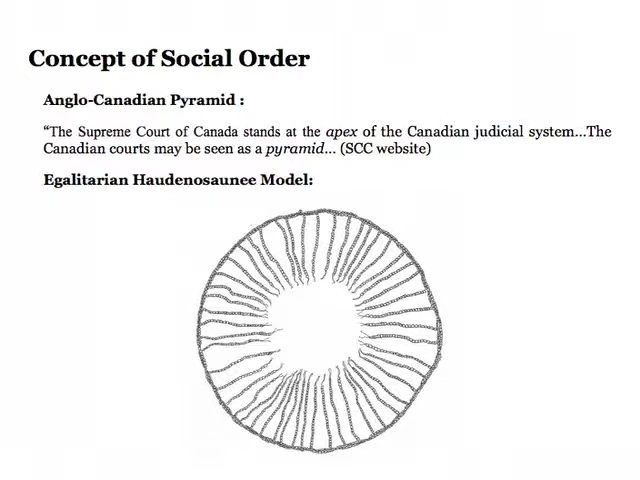 Concept of Social Order
Anglo-Canadian Pyramid :
“The Supreme Court of Canada stands at the apex of the Canadian judicial system...The
Canadian courts may be seen as a pyramid... (SCC website)
Egalitarian Haudenosaunee Model: